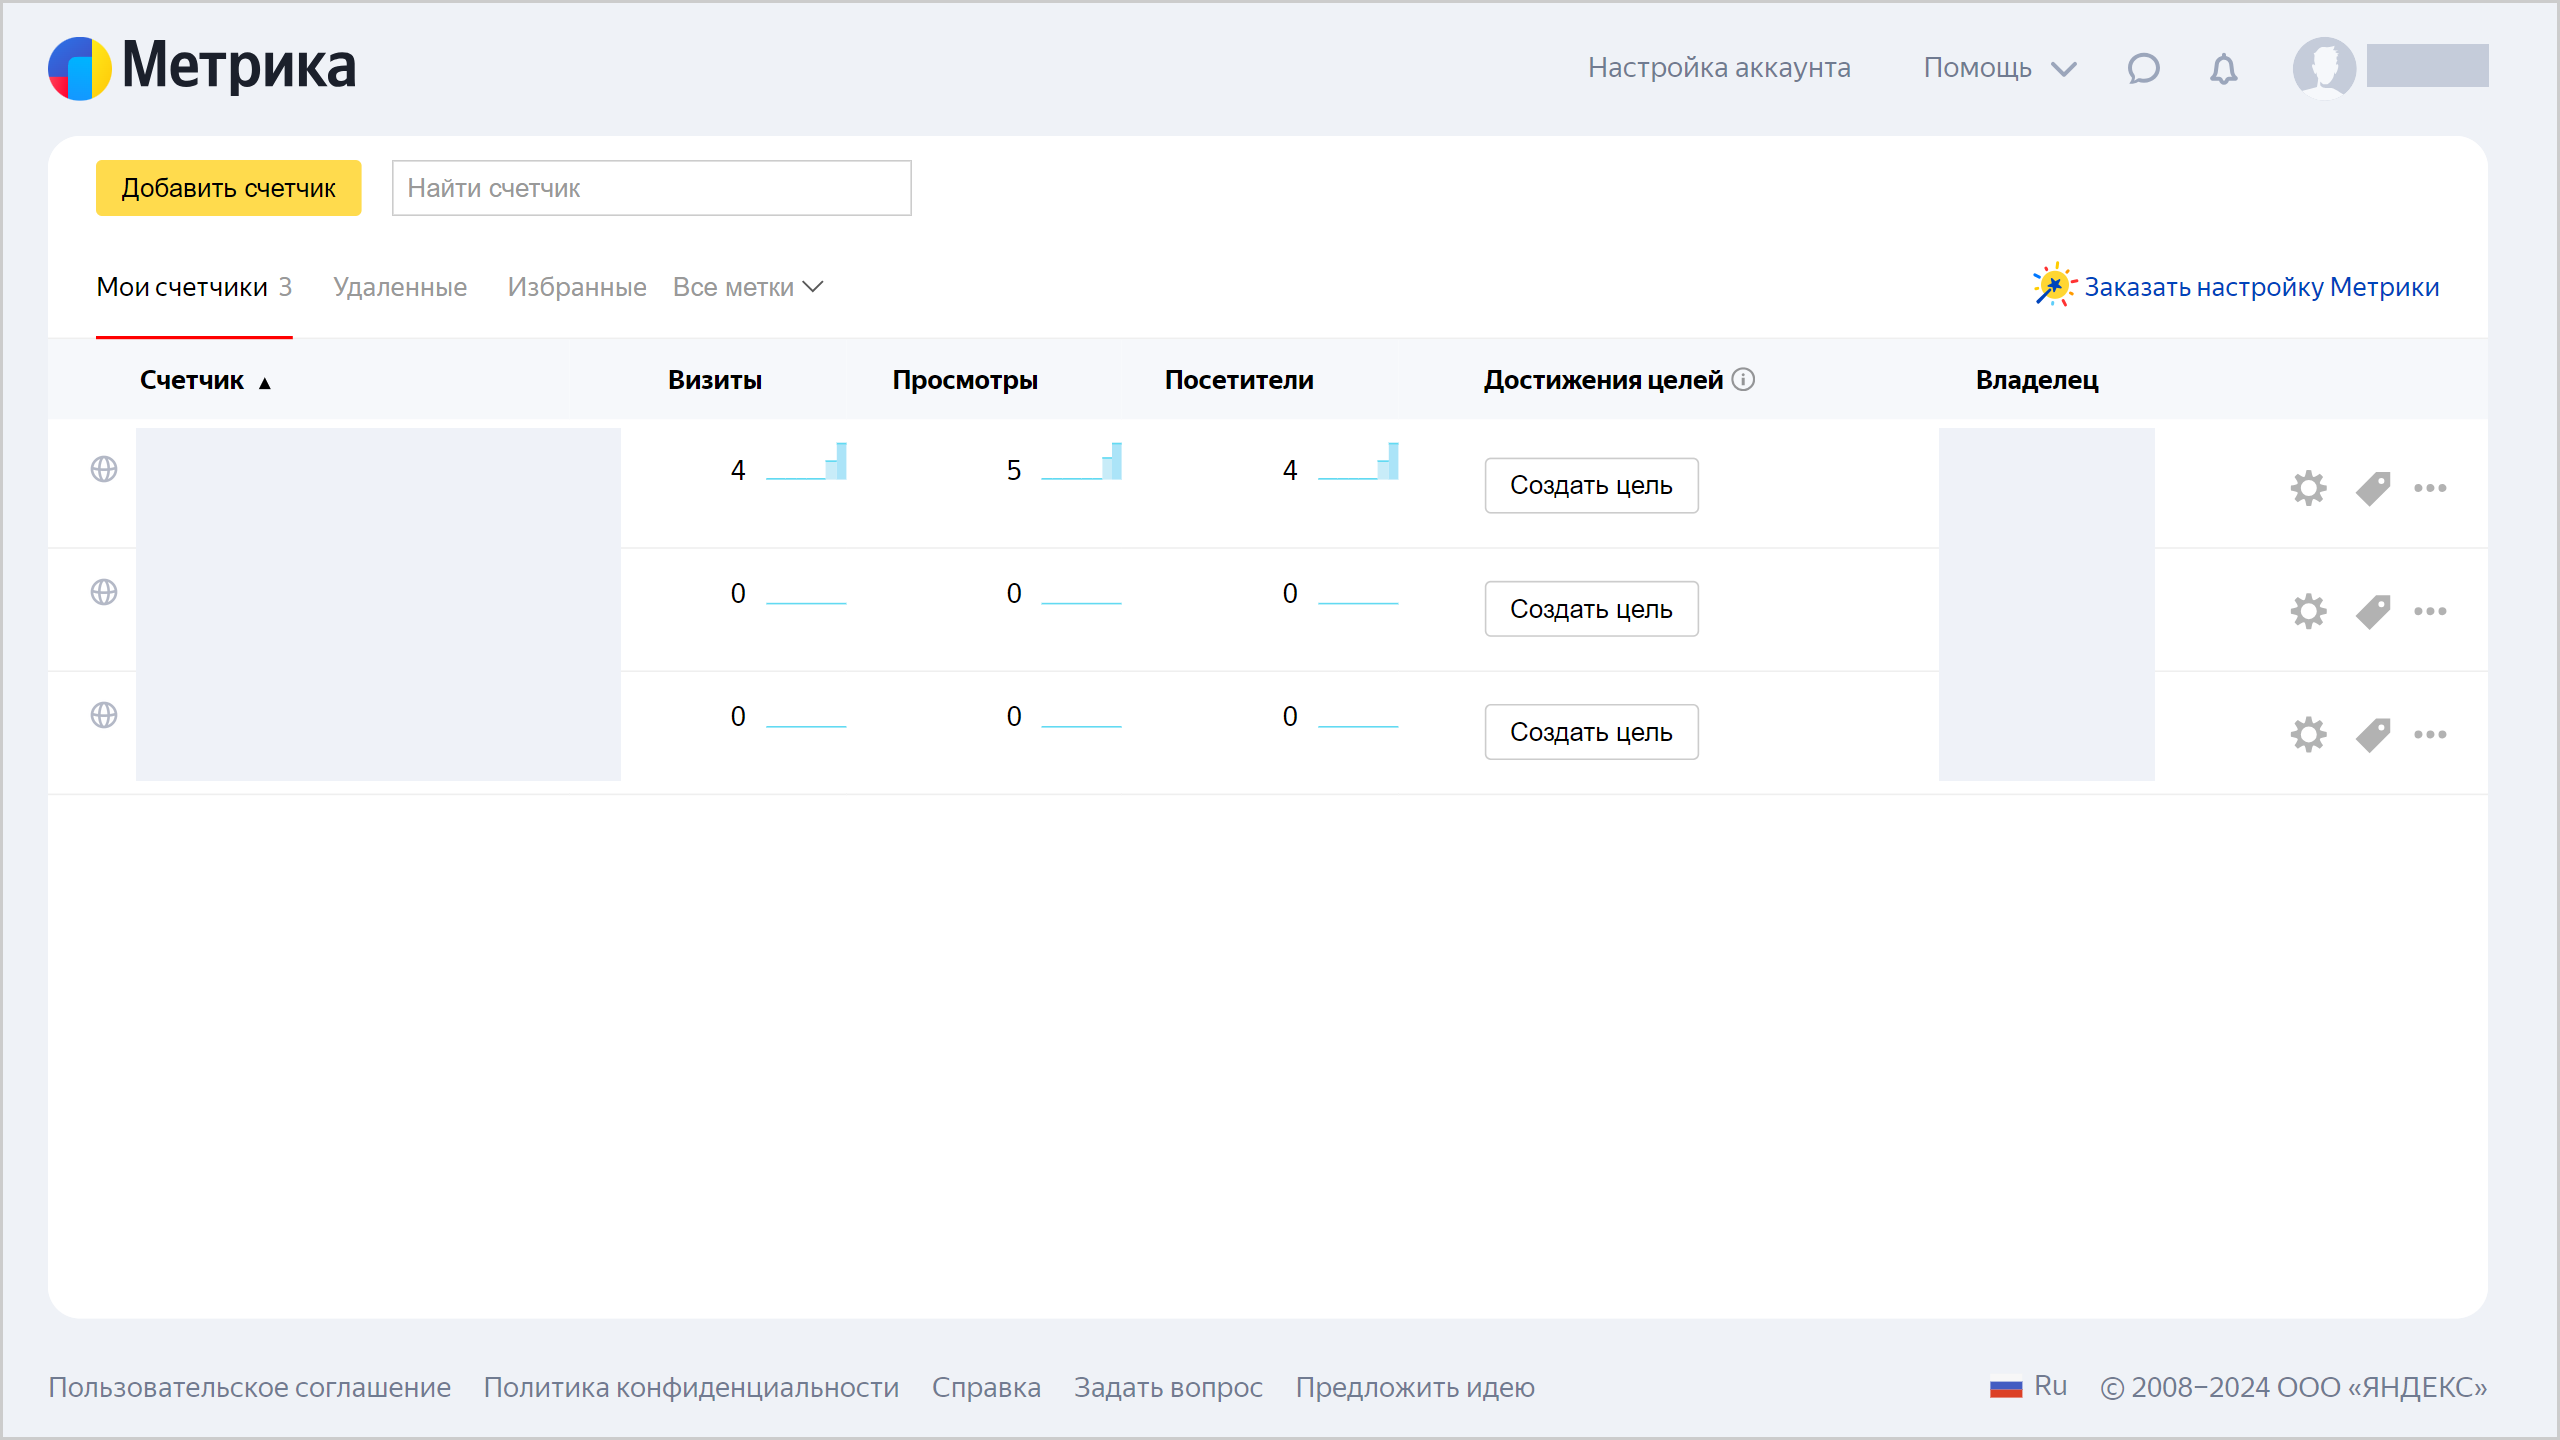 Метрика
Настройка аккаунта Помощь
Добавить счетчик Найти счетчик
Мои счетчики 3 Удаленные Избранные Все метки Заказать настройку Метрики
Счетчик ▲ Визиты Просмотры Посетители Достижения целей Владелец
4 5 4 Создать цель
0 0 0 Создать цель
0 0 0 Создать цель
Пользовательское соглашение Политика конфиденциальности Справка Задать вопрос Предложить идею Ru © 2008–2024 ООО «ЯНДЕКС»